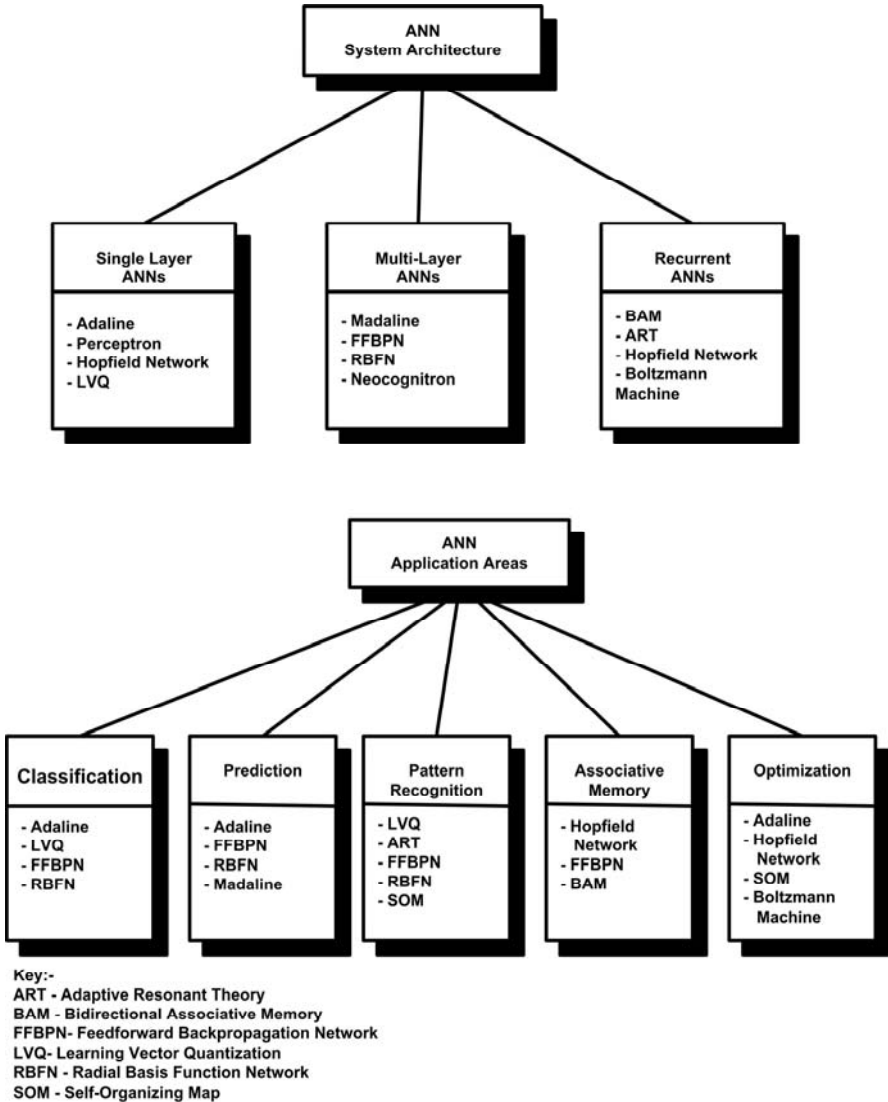 ANN
System Architecture
Single Layer
ANNs
- Adaline
- Perceptron
- Hopfield Network
- LVQ
Multi-Layer
ANNs
- Madaline
- FFBPN
- RBFN
- Neocognitron
Recurrent
ANNs
- BAM
- ART
- Hopfield Network
- Boltzmann
Machine
ANN
Application Areas
Classification
- Adaline
- LVQ
- FFBPN
- RBFN
Prediction
- Adaline
- FFBPN
- RBFN
- Madaline
Pattern
Recognition
- LVQ
- ART
- FFBPN
- RBFN
- SOM
Associative
Memory
- Hopfield
Network
- FFBPN
- BAM
Optimization
- Adaline
- Hopfield
Network
- SOM
- Boltzmann
Machine
Key:-
ART - Adaptive Resonant Theory
BAM - Bidirectional Associative Memory
FFBPN- Feedforward Backpropagation Network
LVQ- Learning Vector Quantization
RBFN - Radial Basis Function Network
SOM - Self-Organizing Map